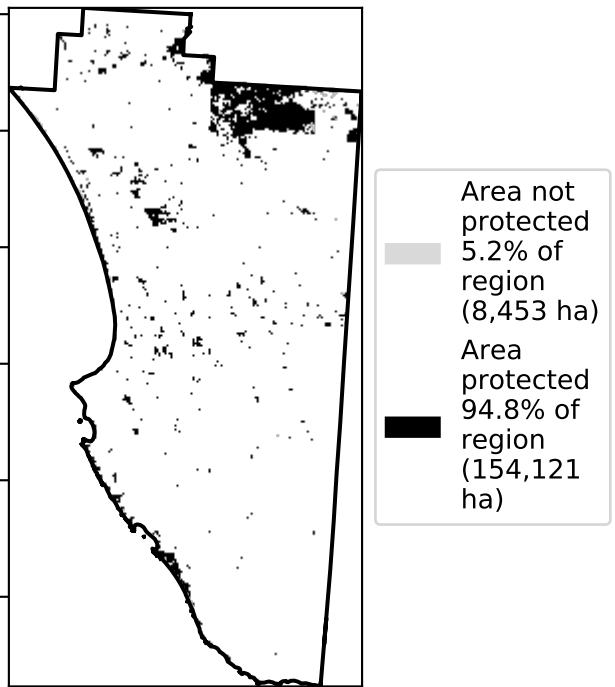 Area not
protected
5.2% of
region
(8,453 ha)
Area
protected
94.8% of
region
(154,121
ha)